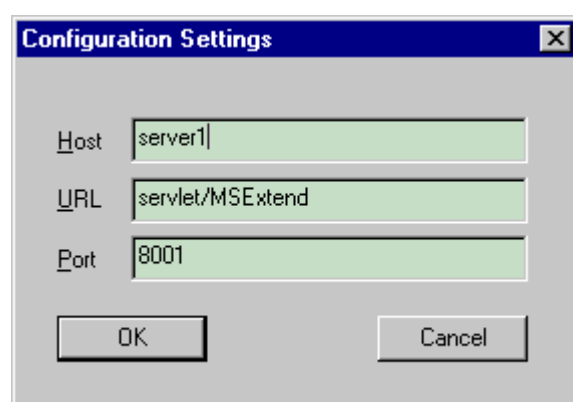 Configuration Settings
Host server1
URL servlet/MSExtend
Port 8001
OK Cancel